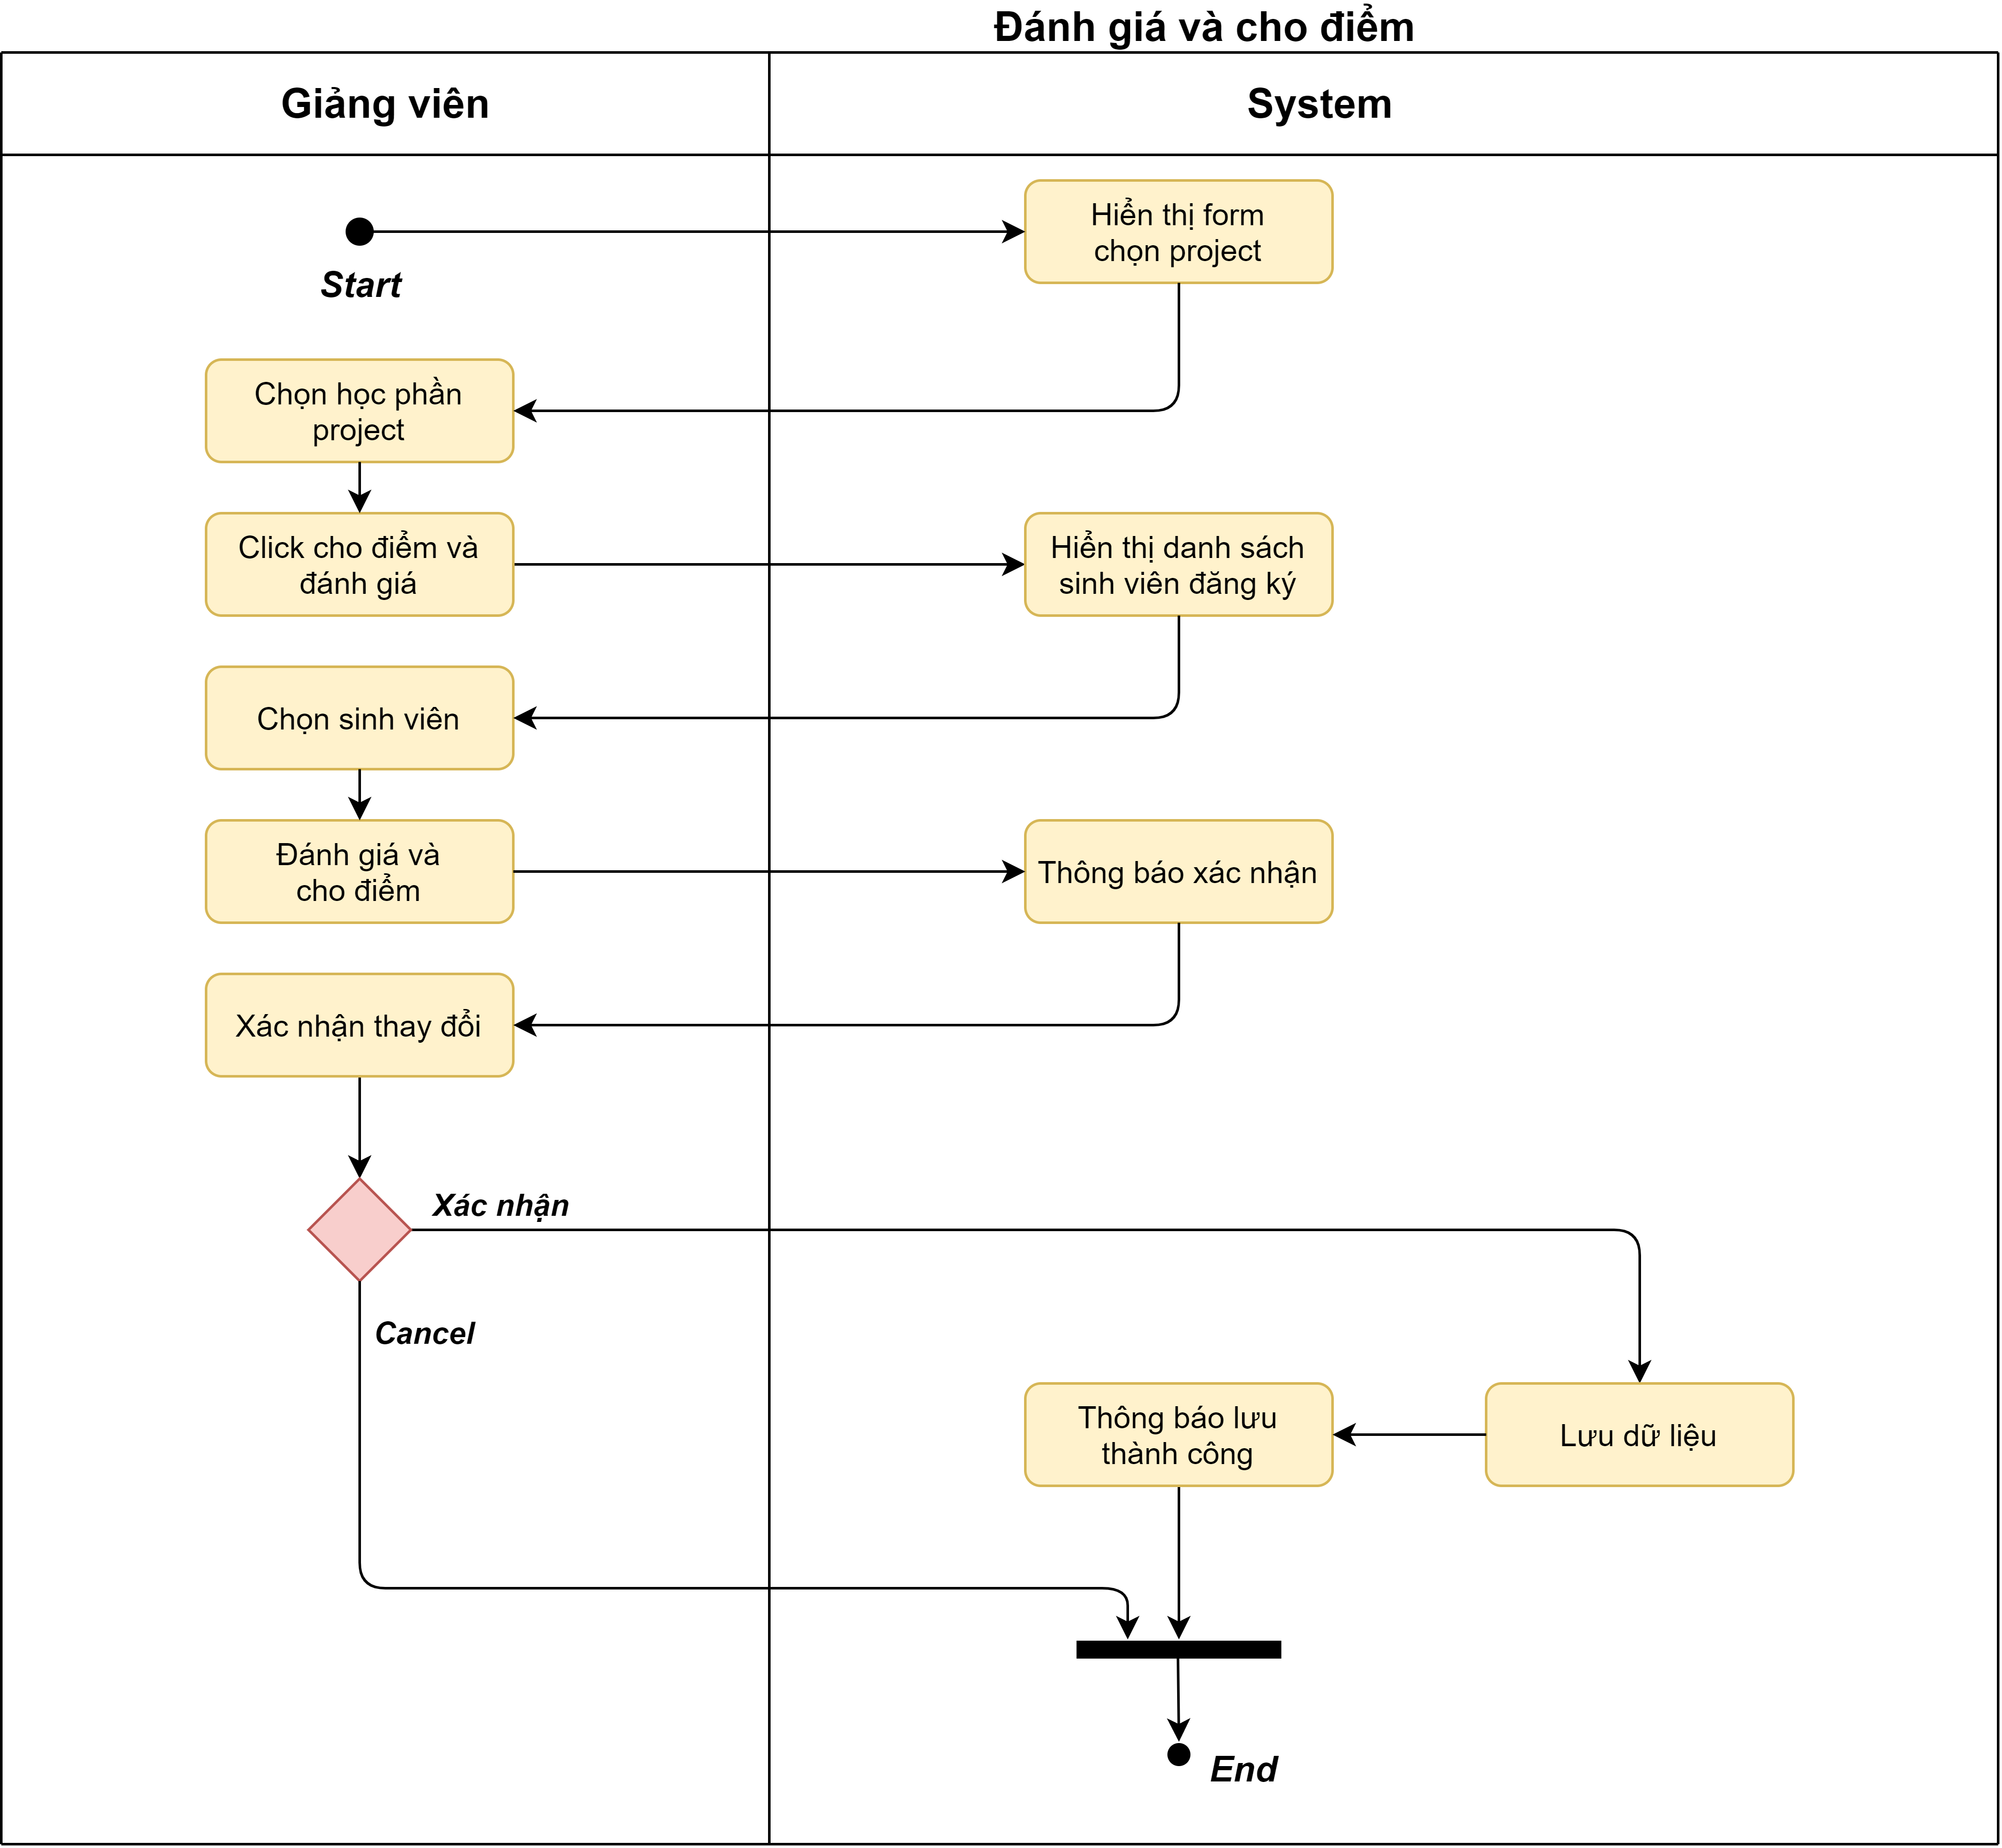 Đánh giá và cho điểm
Giảng viên
System
Start
Hiển thị form
chọn project
Chọn học phần
project
Click cho điểm và
đánh giá
Hiển thị danh sách
sinh viên đăng ký
Chọn sinh viên
Đánh giá và
cho điểm
Thông báo xác nhận
Xác nhận thay đổi
Xác nhận
Cancel
Thông báo lưu
thành công
Lưu dữ liệu
End